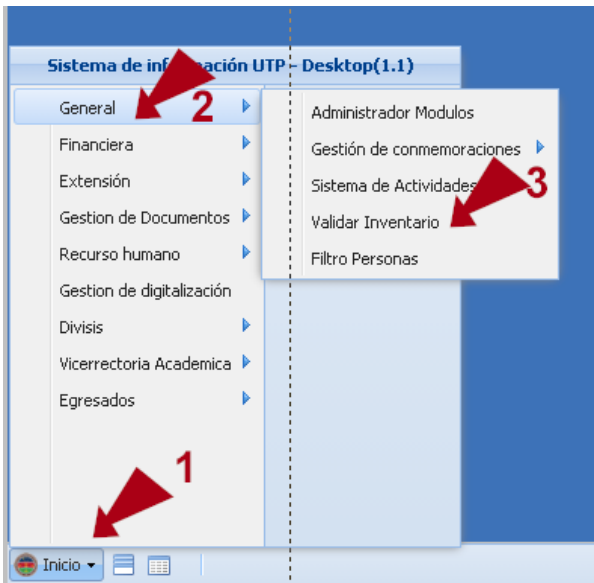 Sistema de información UTP - Desktop(1.1)
General
2
Financiera
Extensión
Gestion de Documentos
Recurso humano
Gestion de digitalización
Divisis
Vicerrectoria Academica
Egresados
Administrador Modulos
Gestión de conmemoraciones
Sistema de Actividades
3
Validar Inventario
Filtro Personas
1
Inicio